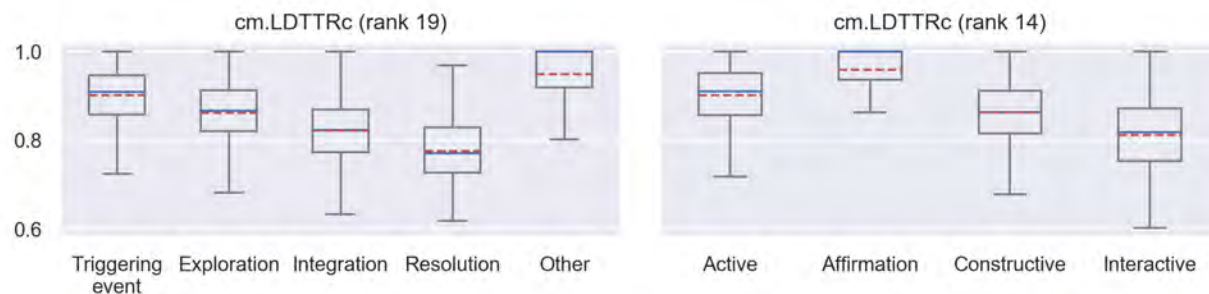 cm.LDTTRc (rank 19)
cm.LDTTRc (rank 14)
1.0
0.8
0.6
Triggering event
Exploration
Integration
Resolution
Other
Active
Affirmation
Constructive
Interactive